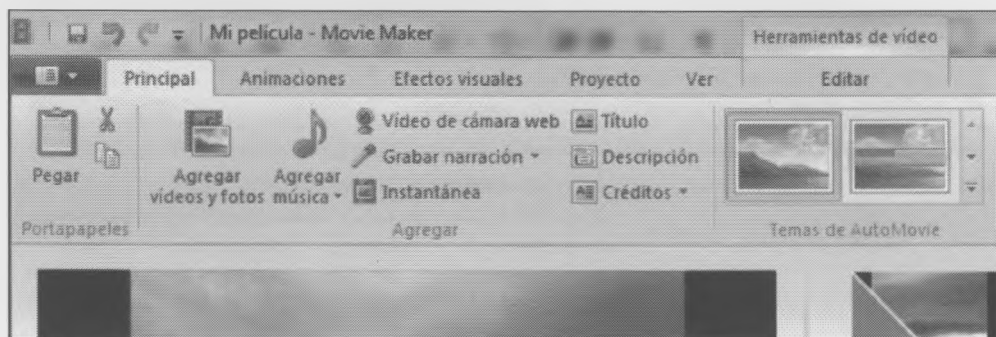 Mi película - Movie Maker
Herramientas de vídeo
Principal Animaciones Efectos visuales Proyecto Ver Editar
Pegar
Agregar vídeos y fotos
Agregar música
Vídeo de cámara web
Grabar narración
Instantánea
Título
Descripción
Créditos
Portapapeles
Agregar
Temas de AutoMovie